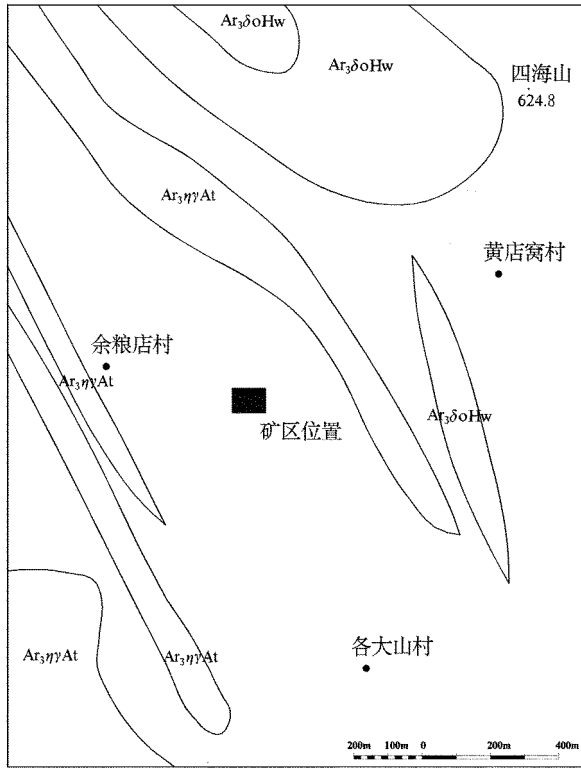 Ar₃δoHw
Ar₃δoHw
四海山
624.8
Ar₃ηγAt
黄店窝村
余粮店村
Ar₃ηγAt
Ar₃δoHw
矿区位置
Ar₃ηγAt
Ar₃ηγAt
各大山村
200m 100m 0 200m 400m